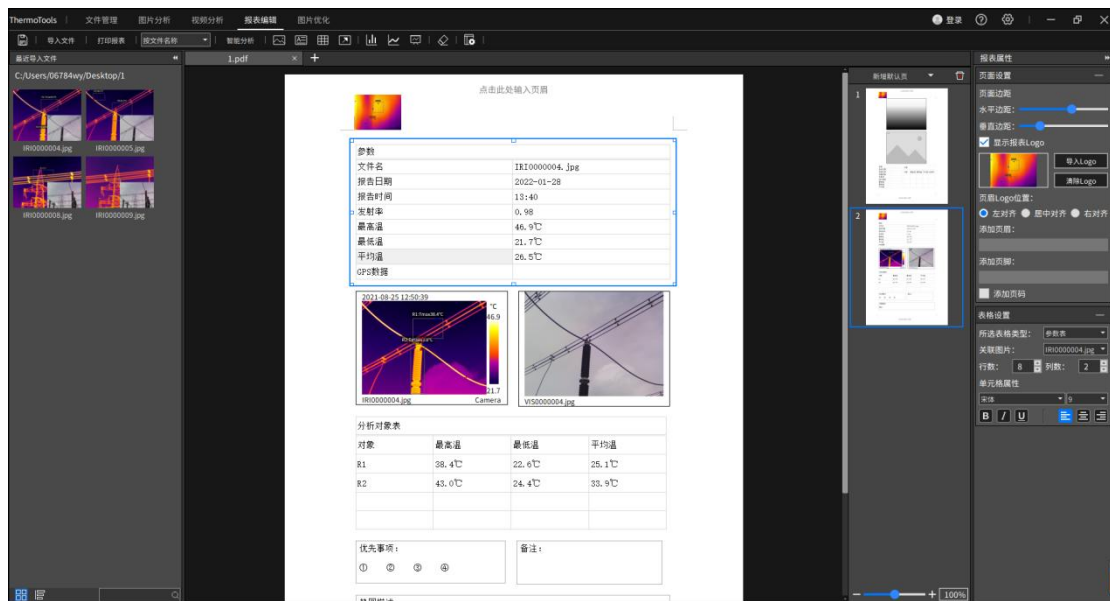 ThermoTools 文件管理 图片分析 视频分析 报表编辑 图片优化 登录
导入文件 打印报表 按文件名称 智能分析
最近导入文件 1.pdf 报表属性
C:/Users/06784wy/Desktop/1
IRI0000004.jpg IRI0000005.jpg
IRI0000008.jpg IRI0000009.jpg
点击此处输入页眉
参数
文件名 IRI0000004.jpg
报告日期 2022-01-28
报告时间 13:40
发射率 0.98
最高温 46.9℃
最低温 21.7℃
平均温 26.5℃
GPS数据
2021-08-25 12:50:39
℃
46.9
R1:↑max38.4℃
21.7
IRI0000004.jpg Camera
VIS0000004.jpg
分析对象表
对象 最高温 最低温 平均温
R1 38.4℃ 22.6℃ 25.1℃
R2 43.0℃ 24.4℃ 33.9℃
优先事项： 备注：
① ② ③ ④
新增默认页
1
2
100%
页面设置
页面边距
水平边距：
垂直边距：
显示报表Logo
导入Logo
清除Logo
页眉Logo位置：
左对齐 居中对齐 右对齐
添加页眉：
添加页脚：
添加页码
表格设置
所选表格类型： 参数表
关联图片： IRI0000004.jpg
行数： 8 列数： 2
单元格属性
宋体 9
B I U